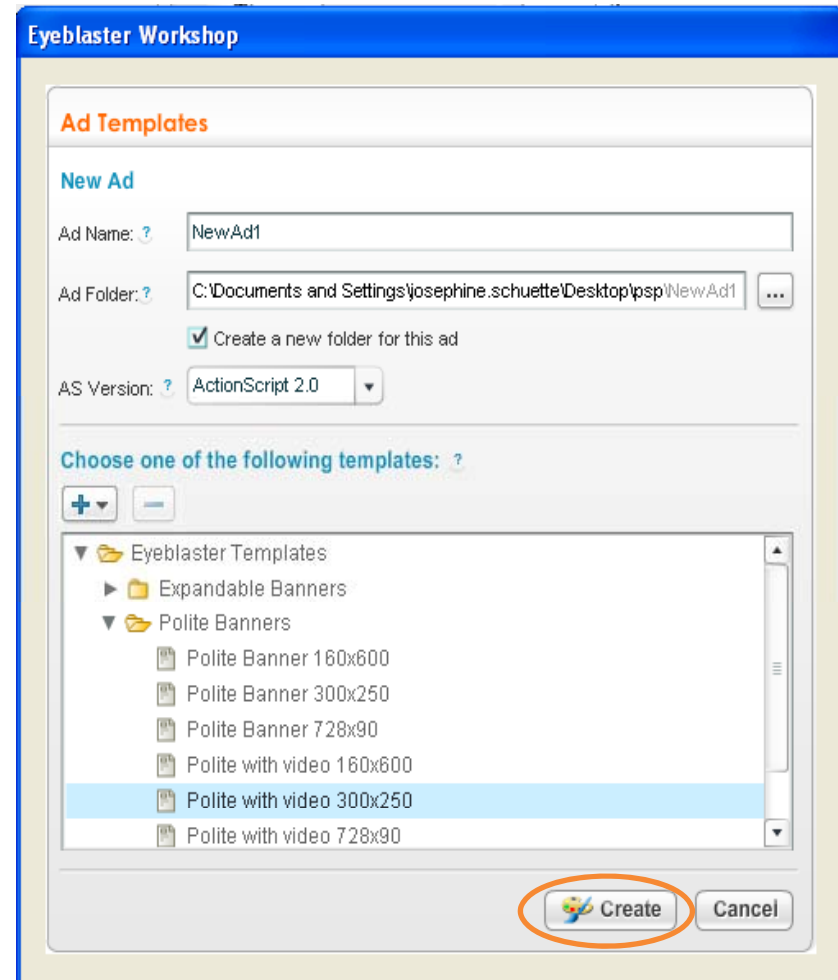 Eyeblaster Workshop
Ad Templates
New Ad
Ad Name: ? NewAd1
Ad Folder: ? C:\Documents and Settings\josephine.schuette\Desktop\psp\NewAd1 ...
Create a new folder for this ad
AS Version: ? ActionScript 2.0
Choose one of the following templates: ?
Eyeblaster Templates
Expandable Banners
Polite Banners
Polite Banner 160x600
Polite Banner 300x250
Polite Banner 728x90
Polite with video 160x600
Polite with video 300x250
Polite with video 728x90
Create Cancel